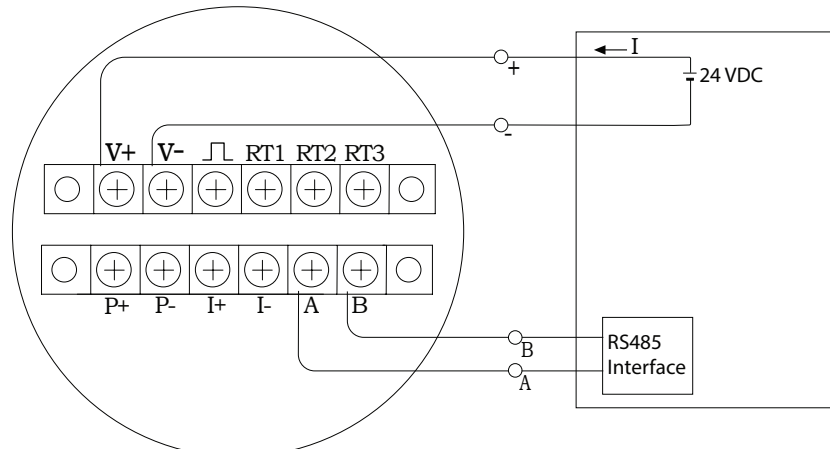 I
+
24 VDC
-
V+ V- RT1 RT2 RT3
P+ P- I+ I- A B
B
RS485
Interface
A